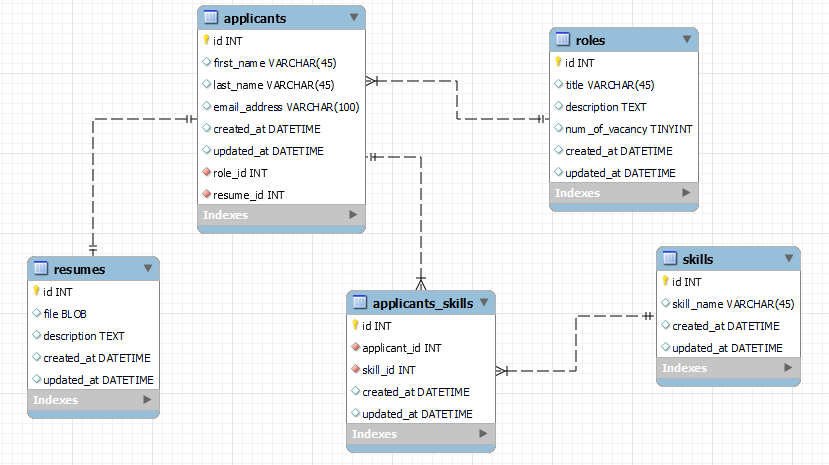 applicants
id INT
first_name VARCHAR(45)
last_name VARCHAR(45)
email_address VARCHAR(100)
created_at DATETIME
updated_at DATETIME
role_id INT
resume_id INT
Indexes
roles
id INT
title VARCHAR(45)
description TEXT
num_of_vacancy TINYINT
created_at DATETIME
updated_at DATETIME
Indexes
resumes
id INT
file BLOB
description TEXT
created_at DATETIME
updated_at DATETIME
Indexes
applicants_skills
id INT
applicant_id INT
skill_id INT
created_at DATETIME
updated_at DATETIME
Indexes
skills
id INT
skill_name VARCHAR(45)
created_at DATETIME
updated_at DATETIME
Indexes